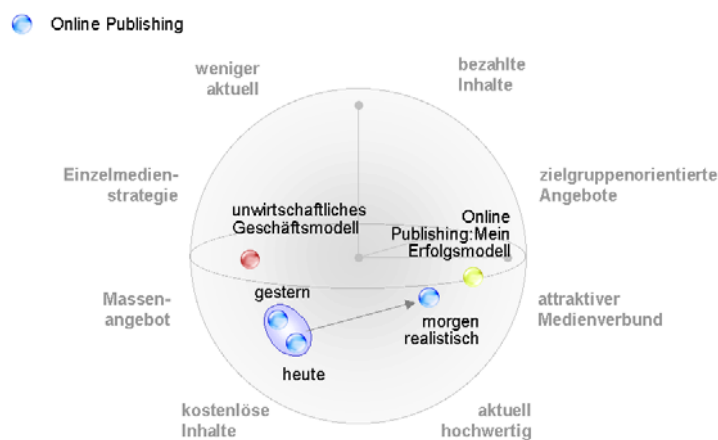 Online Publishing
weniger
aktuell
bezahlte
Inhalte
Einzelmedien-
strategie
zielgruppenorientierte
Angebote
unwirtschaftliches
Geschäftsmodell
Online
Publishing:Mein
Erfolgsmodell
Massen-
angebot
gestern
attraktiver
Medienverbund
morgen
realistisch
heute
kostenlöse
Inhalte
aktuell
hochwertig